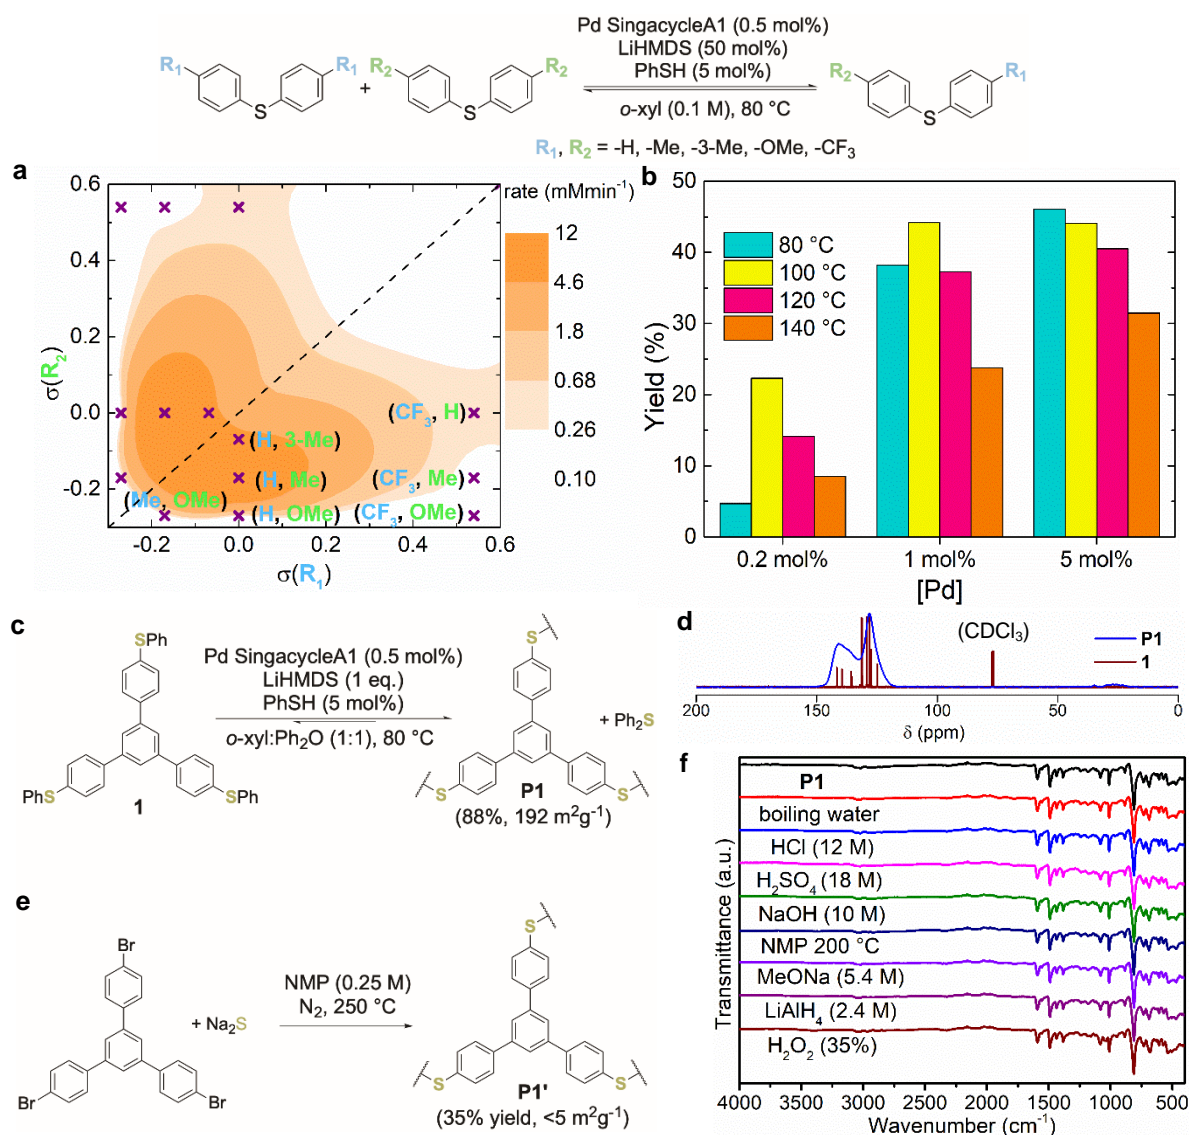 Pd SingacycleA1 (0.5 mol%)
LiHMDS (50 mol%)
PhSH (5 mol%)
o-xyl (0.1 M), 80 °C
R₁ R₁ R₂ R₂ R₂ R₁
S + S S
R₁, R₂ = -H, -Me, -3-Me, -OMe, -CF₃
a
rate (mMmin⁻¹)
12
4.6
1.8
0.68
0.26
0.10
0.6
0.4
0.2
0.0
-0.2
σ(R₂)
(CF₃, H)
(H, 3-Me)
(H, Me)
(CF₃, Me)
(Me, OMe)
(H, OMe)
(CF₃, OMe)
-0.2 0.0 0.2 0.4 0.6
σ(R₁)
b
50
40
30
20
10
0
Yield (%)
80 °C
100 °C
120 °C
140 °C
0.2 mol% 1 mol% 5 mol%
[Pd]
c
SPh
PhS
SPh
1
Pd SingacycleA1 (0.5 mol%)
LiHMDS (1 eq.)
PhSH (5 mol%)
o-xyl:Ph₂O (1:1), 80 °C
S
S
S
+ Ph₂S
P1
(88%, 192 m²g⁻¹)
d
(CDCl₃)
P1
1
200 150 100 50 0
δ (ppm)
e
Br
Br
Br
+ Na₂S
NMP (0.25 M)
N₂, 250 °C
S
S
S
P1'
(35% yield, <5 m²g⁻¹)
f
Transmittance (a.u.)
P1
boiling water
HCl (12 M)
H₂SO₄ (18 M)
NaOH (10 M)
NMP 200 °C
MeONa (5.4 M)
LiAlH₄ (2.4 M)
H₂O₂ (35%)
4000 3500 3000 2500 2000 1500 1000 500
Wavenumber (cm⁻¹)